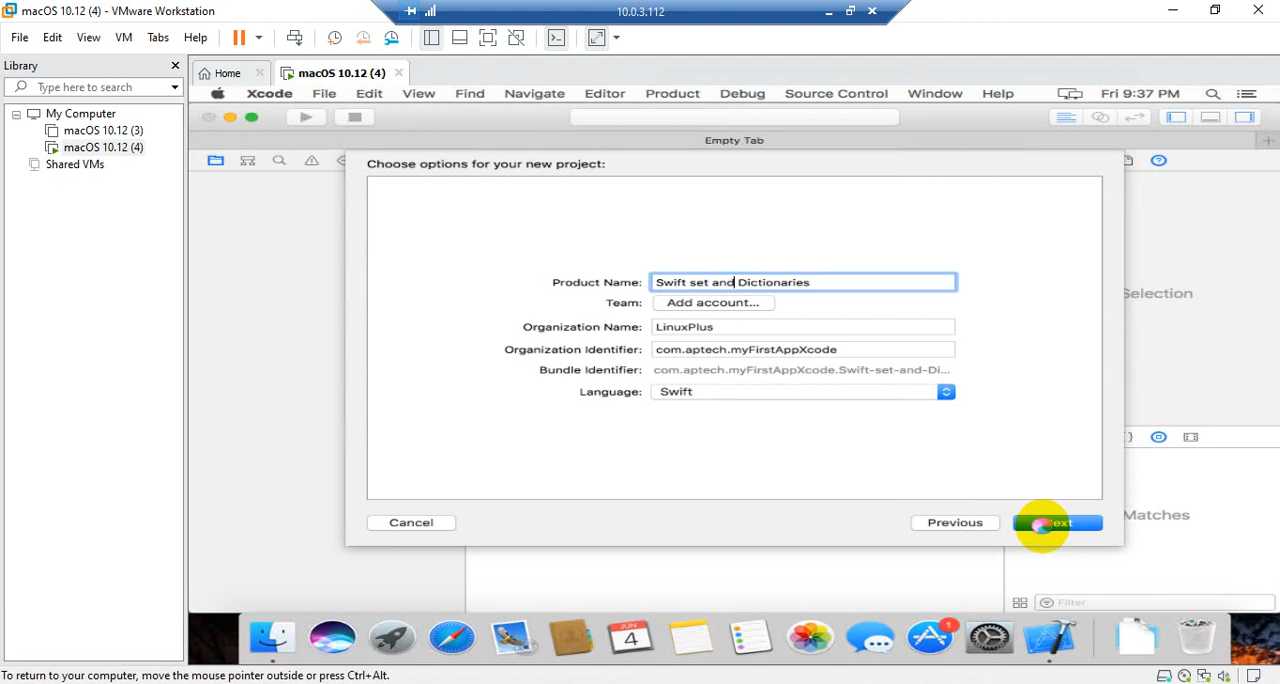 macOS 10.12 (4) - VMware Workstation
10.0.3.112
File Edit View VM Tabs Help
Library
Type here to search
My Computer
macOS 10.12 (3)
macOS 10.12 (4)
Shared VMs
Home
macOS 10.12 (4)
Xcode File Edit View Find Navigate Editor Product Debug Source Control Window Help Fri 9:37 PM
Empty Tab
Choose options for your new project:
Product Name: Swift set and Dictionaries
Team: Add account...
Organization Name: LinuxPlus
Organization Identifier: com.aptech.myFirstAppXcode
Bundle Identifier: com.aptech.myFirstAppXcode.Swift-set-and-Di...
Language: Swift
Cancel Previous Next
Selection
Matches
Filter
JUN
4
1
To return to your computer, move the mouse pointer outside or press Ctrl+Alt.